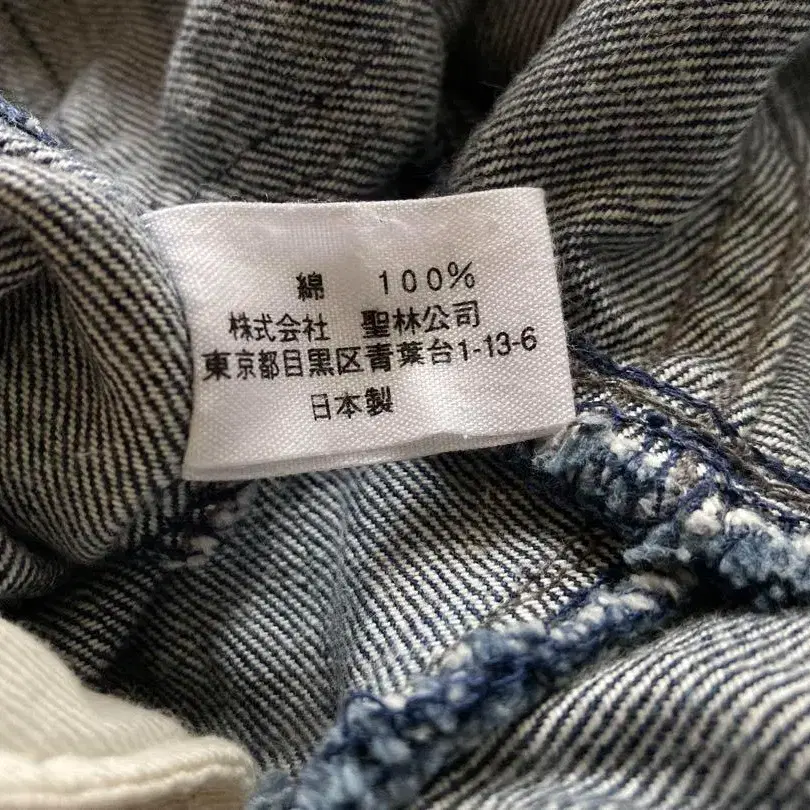 綿 100%
株式会社 聖林公司
東京都目黒区青葉台1-13-6
日本製